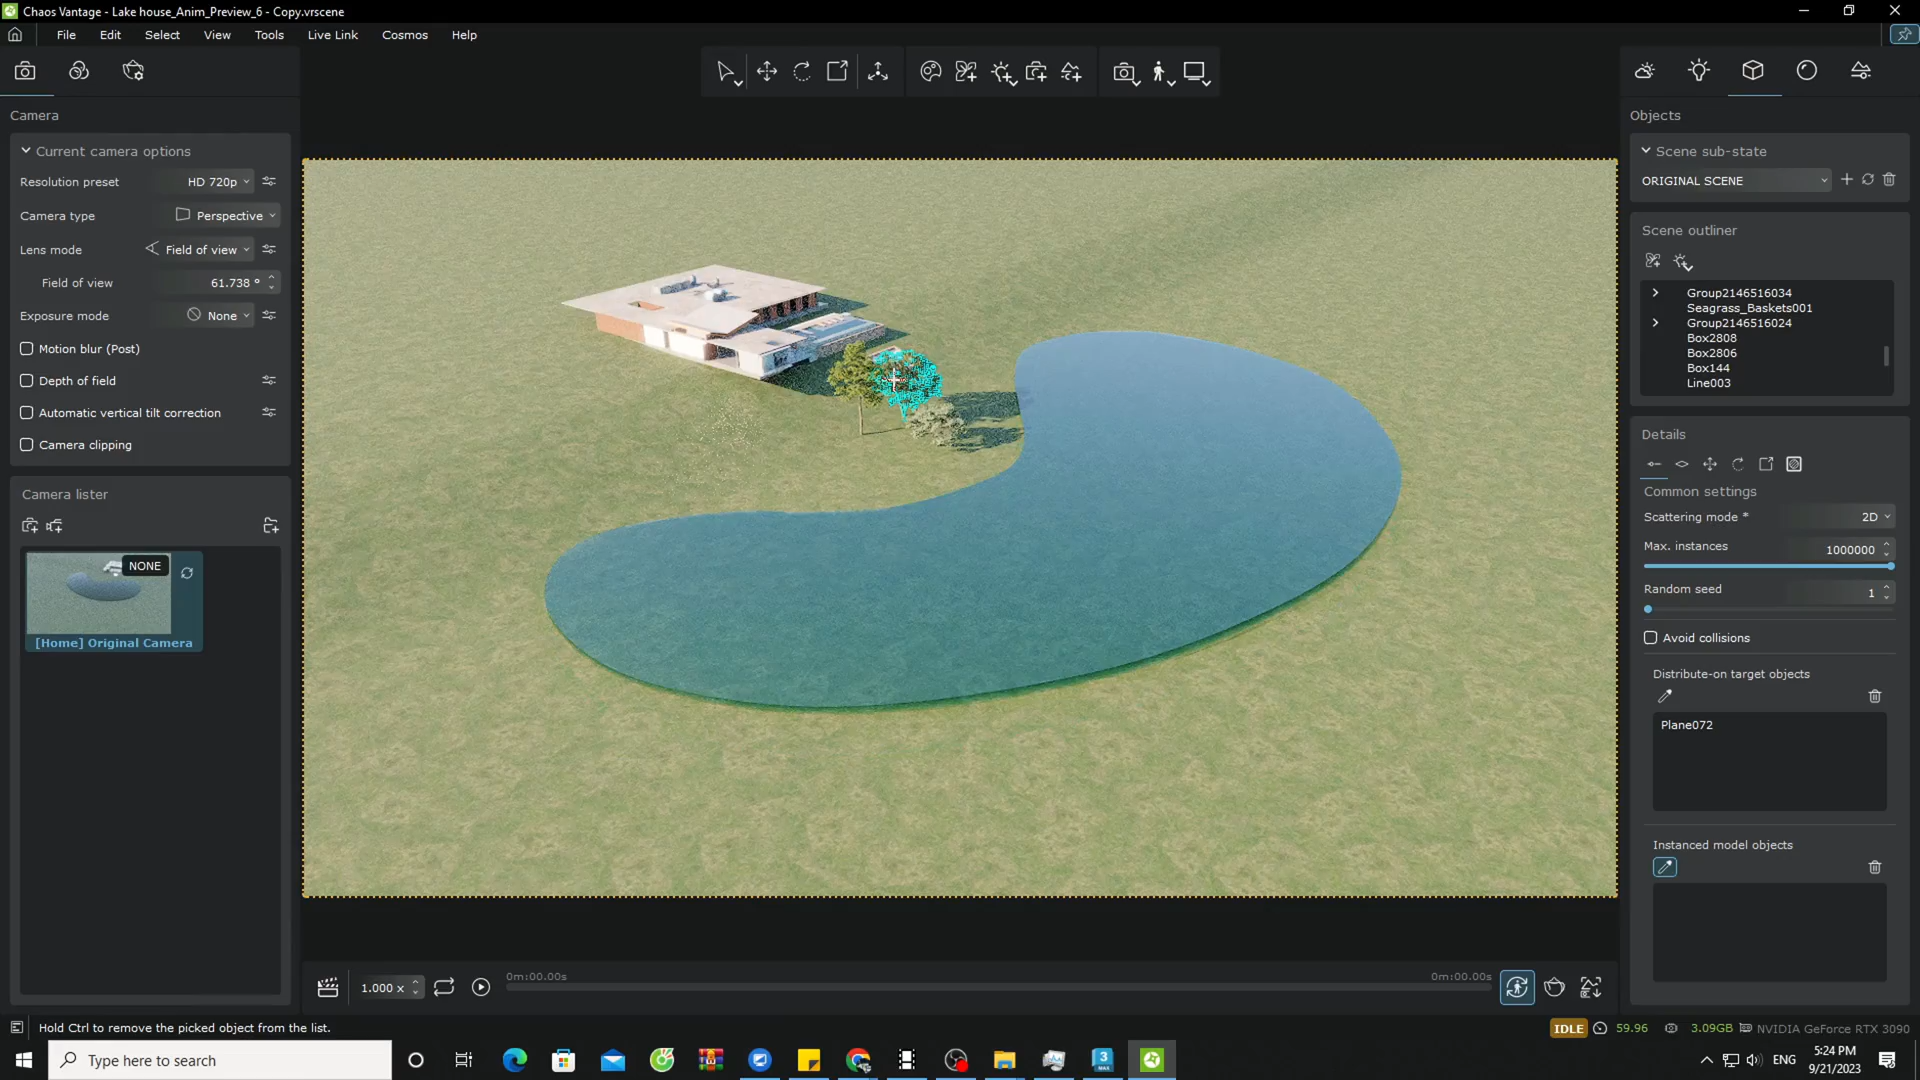 Chaos Vantage - Lake house_Anim_Preview_6 - Copy.vrscene
File Edit Select View Tools Live Link Cosmos Help
Camera
Current camera options
Resolution preset HD 720p
Camera type Perspective
Lens mode Field of view
Field of view 61.738 °
Exposure mode None
Motion blur (Post)
Depth of field
Automatic vertical tilt correction
Camera clipping
Camera lister
NONE
[Home] Original Camera
1.000 x
0m:00.00s
0m:00.00s
Objects
Scene sub-state
ORIGINAL SCENE
Scene outliner
Group2146516034
Seagrass_Baskets001
Group2146516024
Box2808
Box2806
Box144
Line003
Details
Common settings
Scattering mode * 2D
Max. instances 1000000
Random seed 1
Avoid collisions
Distribute-on target objects
Plane072
Instanced model objects
Hold Ctrl to remove the picked object from the list.
IDLE 59.96 3.09GB NVIDIA GeForce RTX 3090
Type here to search
3
MAX
ENG
5:24 PM
9/21/2023